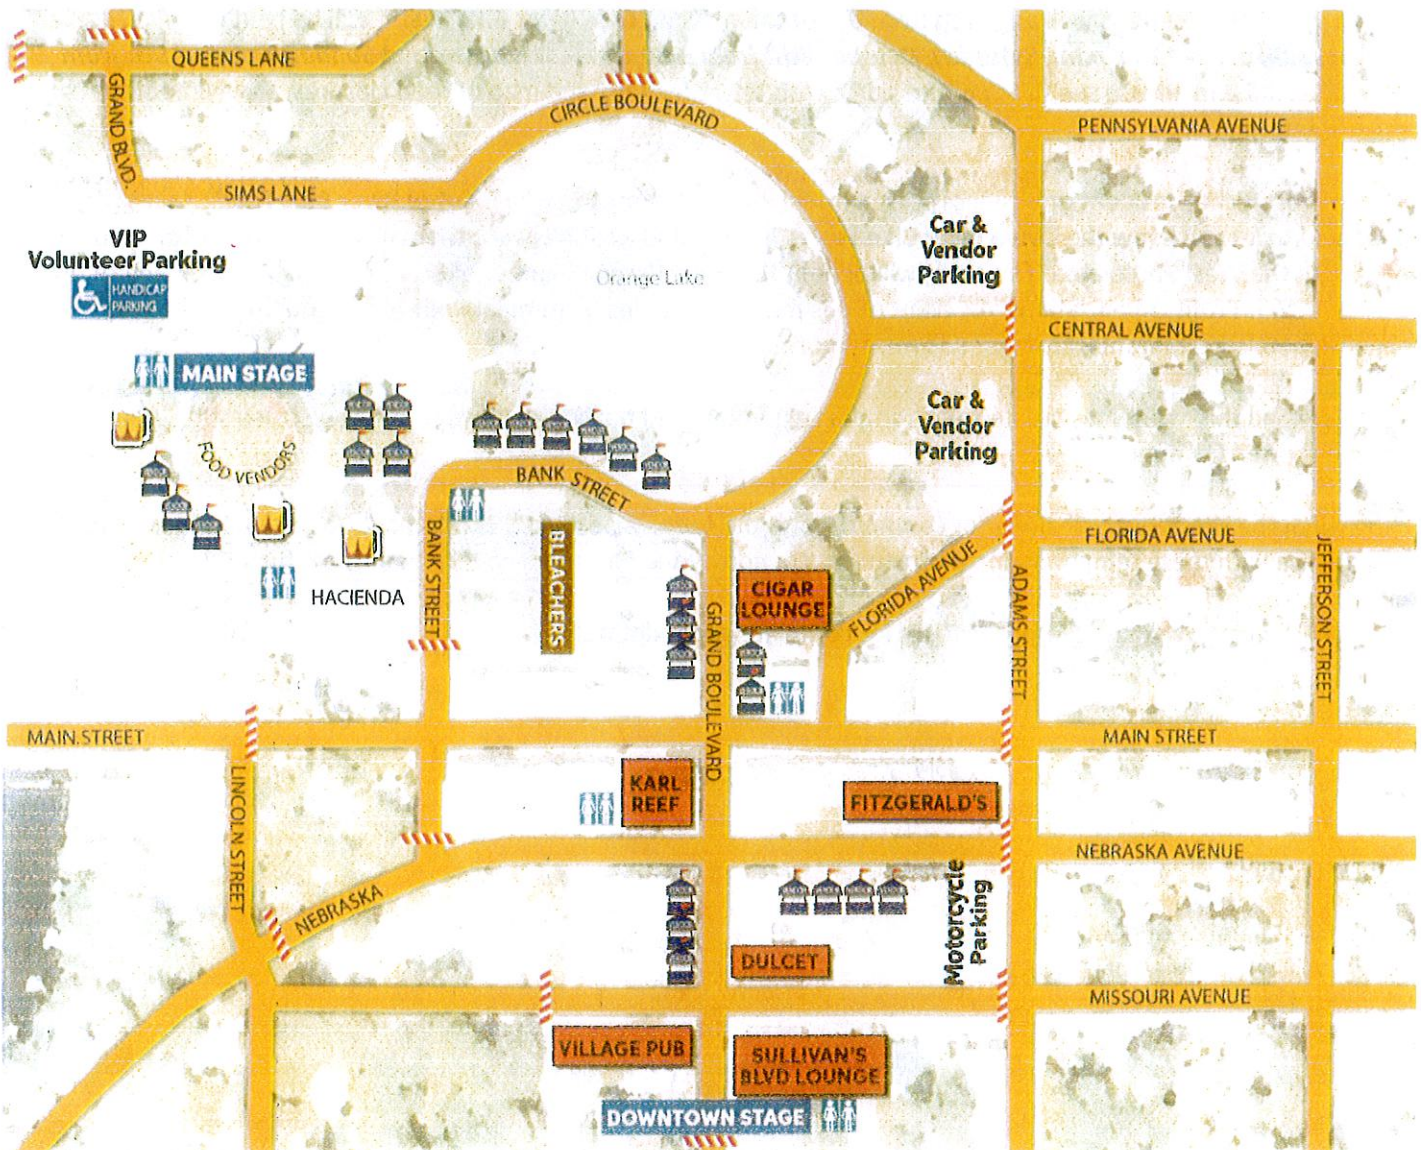 QUEENS LANE
GRAND BLVD.
SIMS LANE
CIRCLE BOULEVARD
PENNSYLVANIA AVENUE
VIP
Volunteer Parking
HANDICAP
PARKING
Orange Lake
Car &
Vendor
Parking
CENTRAL AVENUE
MAIN STAGE
FOOD VENDORS
Car &
Vendor
Parking
BANK STREET
BANK STREET
BLEACHERS
HACIENDA
CIGAR
LOUNGE
GRAND BOULEVARD
FLORIDA AVENUE
FLORIDA AVENUE
ADAMS STREET
JEFFERSON STREET
MAIN STREET
MAIN STREET
LINCOLN STREET
KARL
REEF
FITZGERALD'S
NEBRASKA AVENUE
NEBRASKA
Motorcycle
Parking
DULCET
MISSOURI AVENUE
VILLAGE PUB
SULLIVAN'S
BLVD LOUNGE
DOWNTOWN STAGE